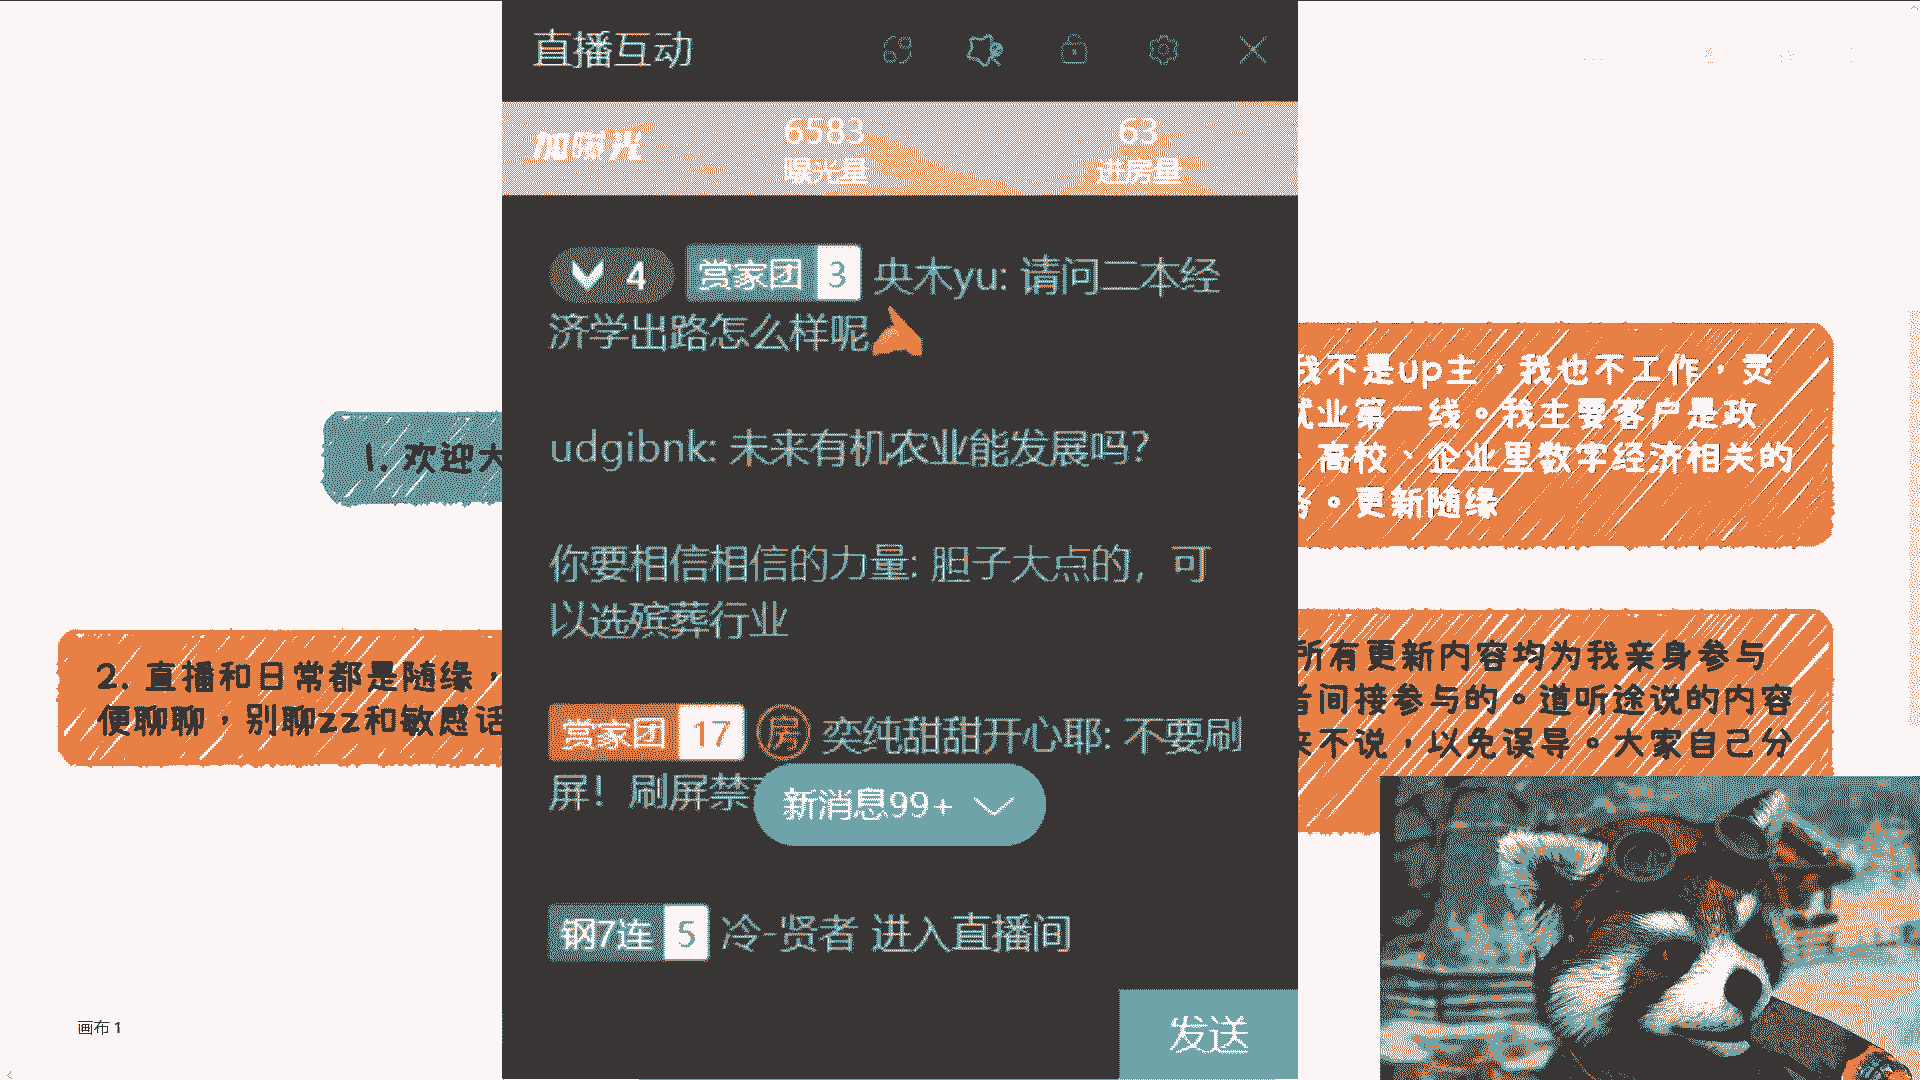 直播互动
加曝光
6583
曝光量
63
进房量
4 赏家团 3 央木yu: 请问二本经
济学出路怎么样呢
udgibnk: 未来有机农业能发展吗?
你要相信相信的力量: 胆子大点的, 可
以选殡葬行业
赏家团 17 房 奕纯甜甜开心耶: 不要刷
屏! 刷屏禁
新消息99+
钢7连 5 冷-贤者 进入直播间
发送
1. 欢迎大
2. 直播和日常都是随缘，
便聊聊，别聊zz和敏感话
我不是up主，我也不工作，灵
就业第一线。我主要客户是政
、高校、企业里数字经济相关的
务。更新随缘
所有更新内容均为我亲身参与
者间接参与的。道听途说的内容
来不说，以免误导。大家自己分
画布 1